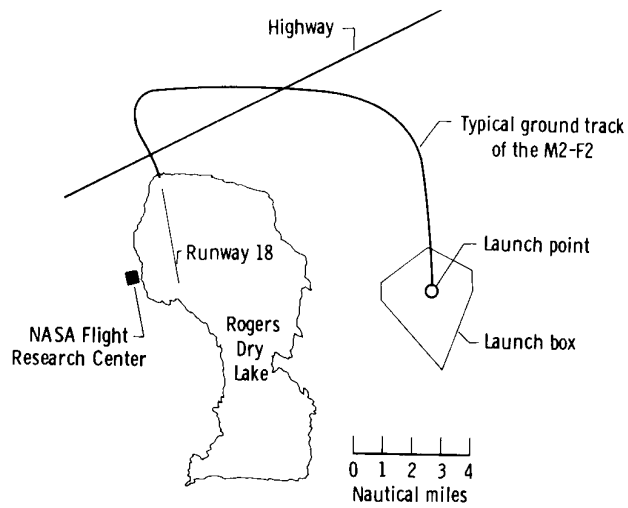 Highway
Typical ground track
of the M2-F2
Launch point
Runway 18
NASA Flight
Research Center
Rogers
Dry
Lake
Launch box
0 1 2 3 4
Nautical miles